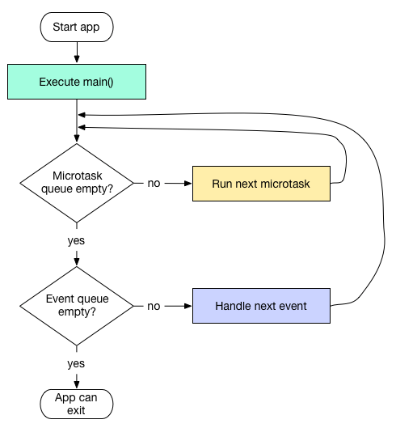 Start app
Execute main()
Microtask
queue empty?
no
Run next microtask
yes
Event queue
empty?
no
Handle next event
yes
App can
exit